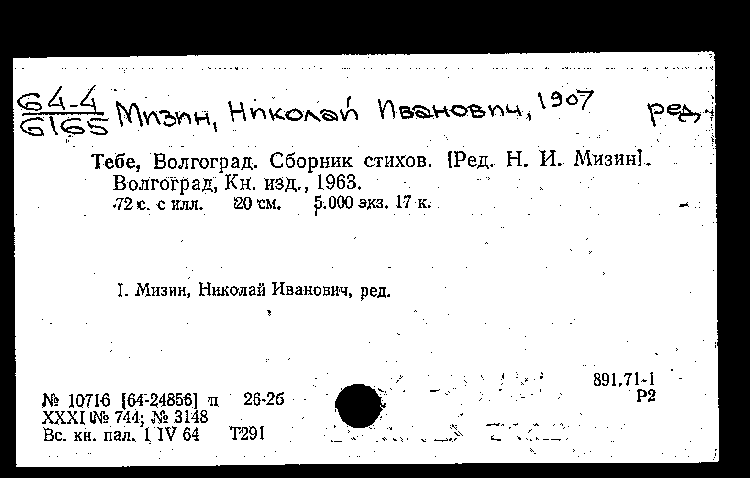 64-4
6165
Мизин, Николай Иванович, 1907 ред.
Тебе, Волгоград. Сборник стихов. [Ред. Н. И. Мизин].
Волгоград, Кн. изд., 1963.
72 с. с илл. 20 см. 5.000 экз. 17 к.
I. Мизин, Николай Иванович, ред.
891.71-1
Р2
№ 10716 [64-24856] п 26-2б
XXXI № 744; № 3148
Вс. кн. пал. 1 IV 64 Т291